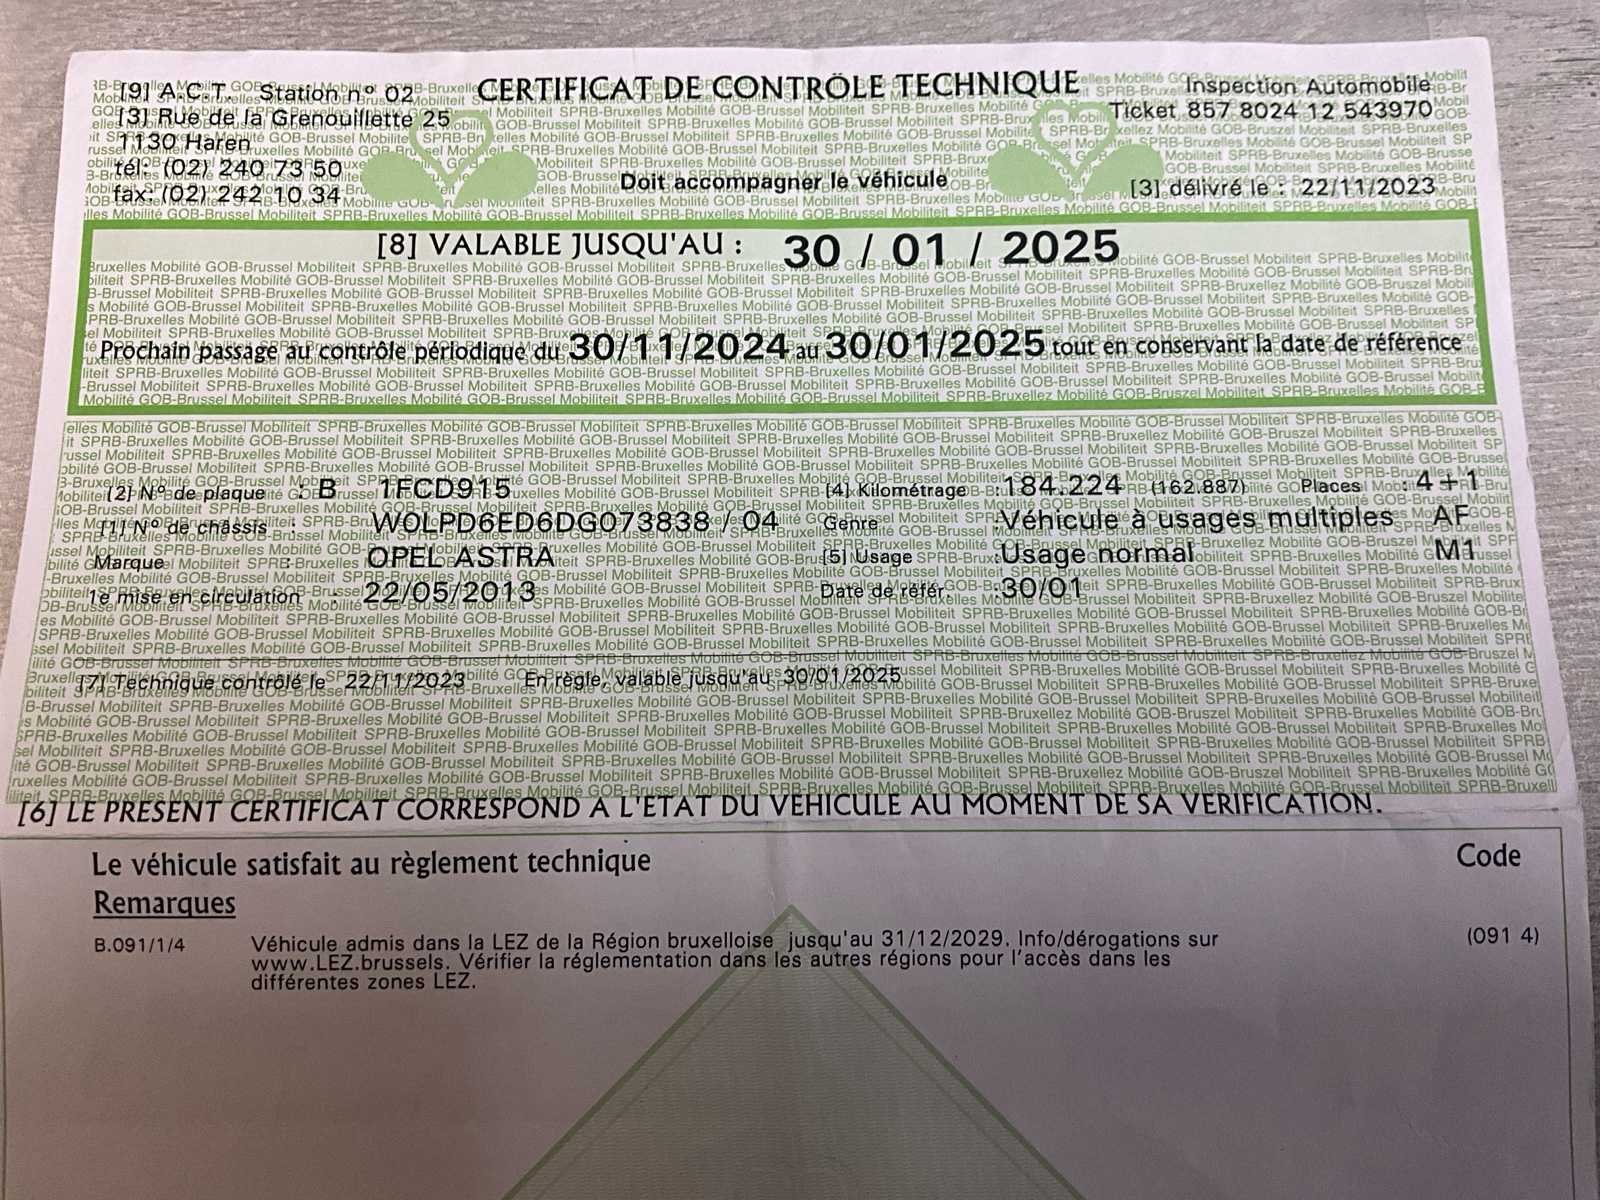 [9] A.C.T. Station n° 02
[3] Rue de la Grenouillette 25
1130 Haren
tél: (02) 240 73 50
fax: (02) 242 10 34
CERTIFICAT DE CONTRÔLE TECHNIQUE
Doit accompagner le véhicule
Inspection Automobile
Ticket 857 8024 12 543970
[3] délivré le : 22/11/2023
[8] VALABLE JUSQU'AU : 30 / 01 / 2025
Prochain passage au contrôle périodique du 30/11/2024 au 30/01/2025 tout en conservant la date de référence
[2] N° de plaque : B 1FCD915 [4] Kilométrage : 184.224 (162.887) Places : 4+1
[1] N° de châssis : W0LPD6ED6DG073838 / 04 Genre : Véhicule à usages multiples AF
Marque : OPEL ASTRA [5] Usage : Usage normal M1
1e mise en circulation : 22/05/2013 Date de référ. : 30/01
[7] Technique contrôlé le 22/11/2023 En règle, valable jusqu'au 30/01/2025
[6] LE PRESENT CERTIFICAT CORRESPOND A L'ETAT DU VEHICULE AU MOMENT DE SA VERIFICATION.
Le véhicule satisfait au règlement technique Code
Remarques
B.091/1/4 Véhicule admis dans la LEZ de la Région bruxelloise jusqu'au 31/12/2029. Info/dérogations sur (091 4)
www.LEZ.brussels. Vérifier la réglementation dans les autres régions pour l'accès dans les
différentes zones LEZ.